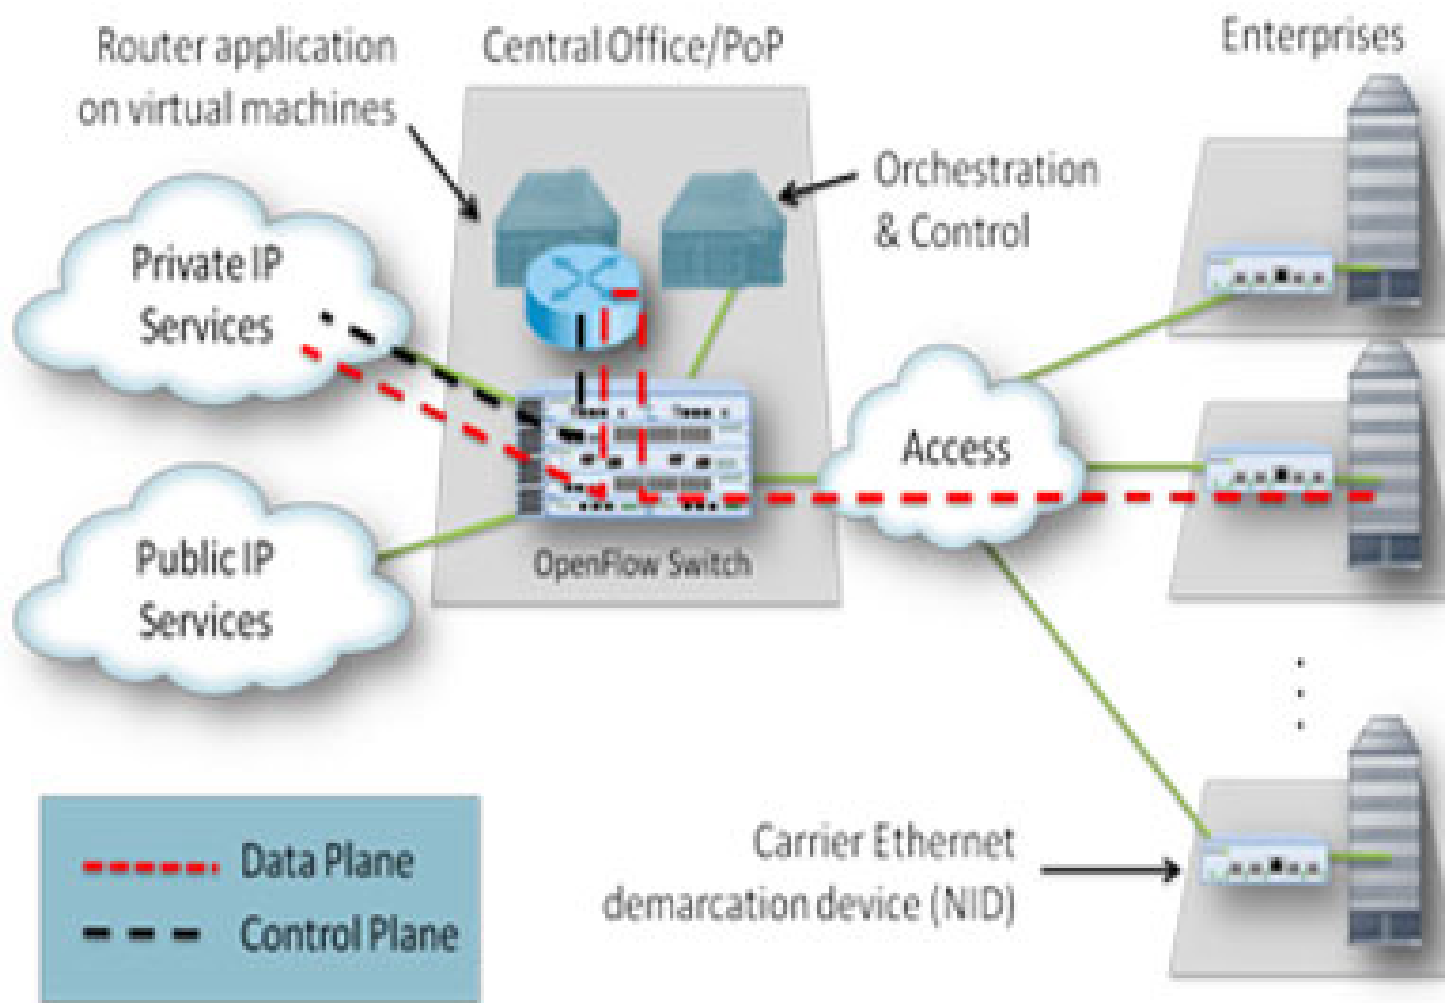 Router application
on virtual machines
Central Office/PoP
Enterprises
Orchestration
& Control
Private IP
Services
Access
OpenFlow Switch
Public IP
Services
Data Plane
Control Plane
Carrier Ethernet
demarcation device (NID)